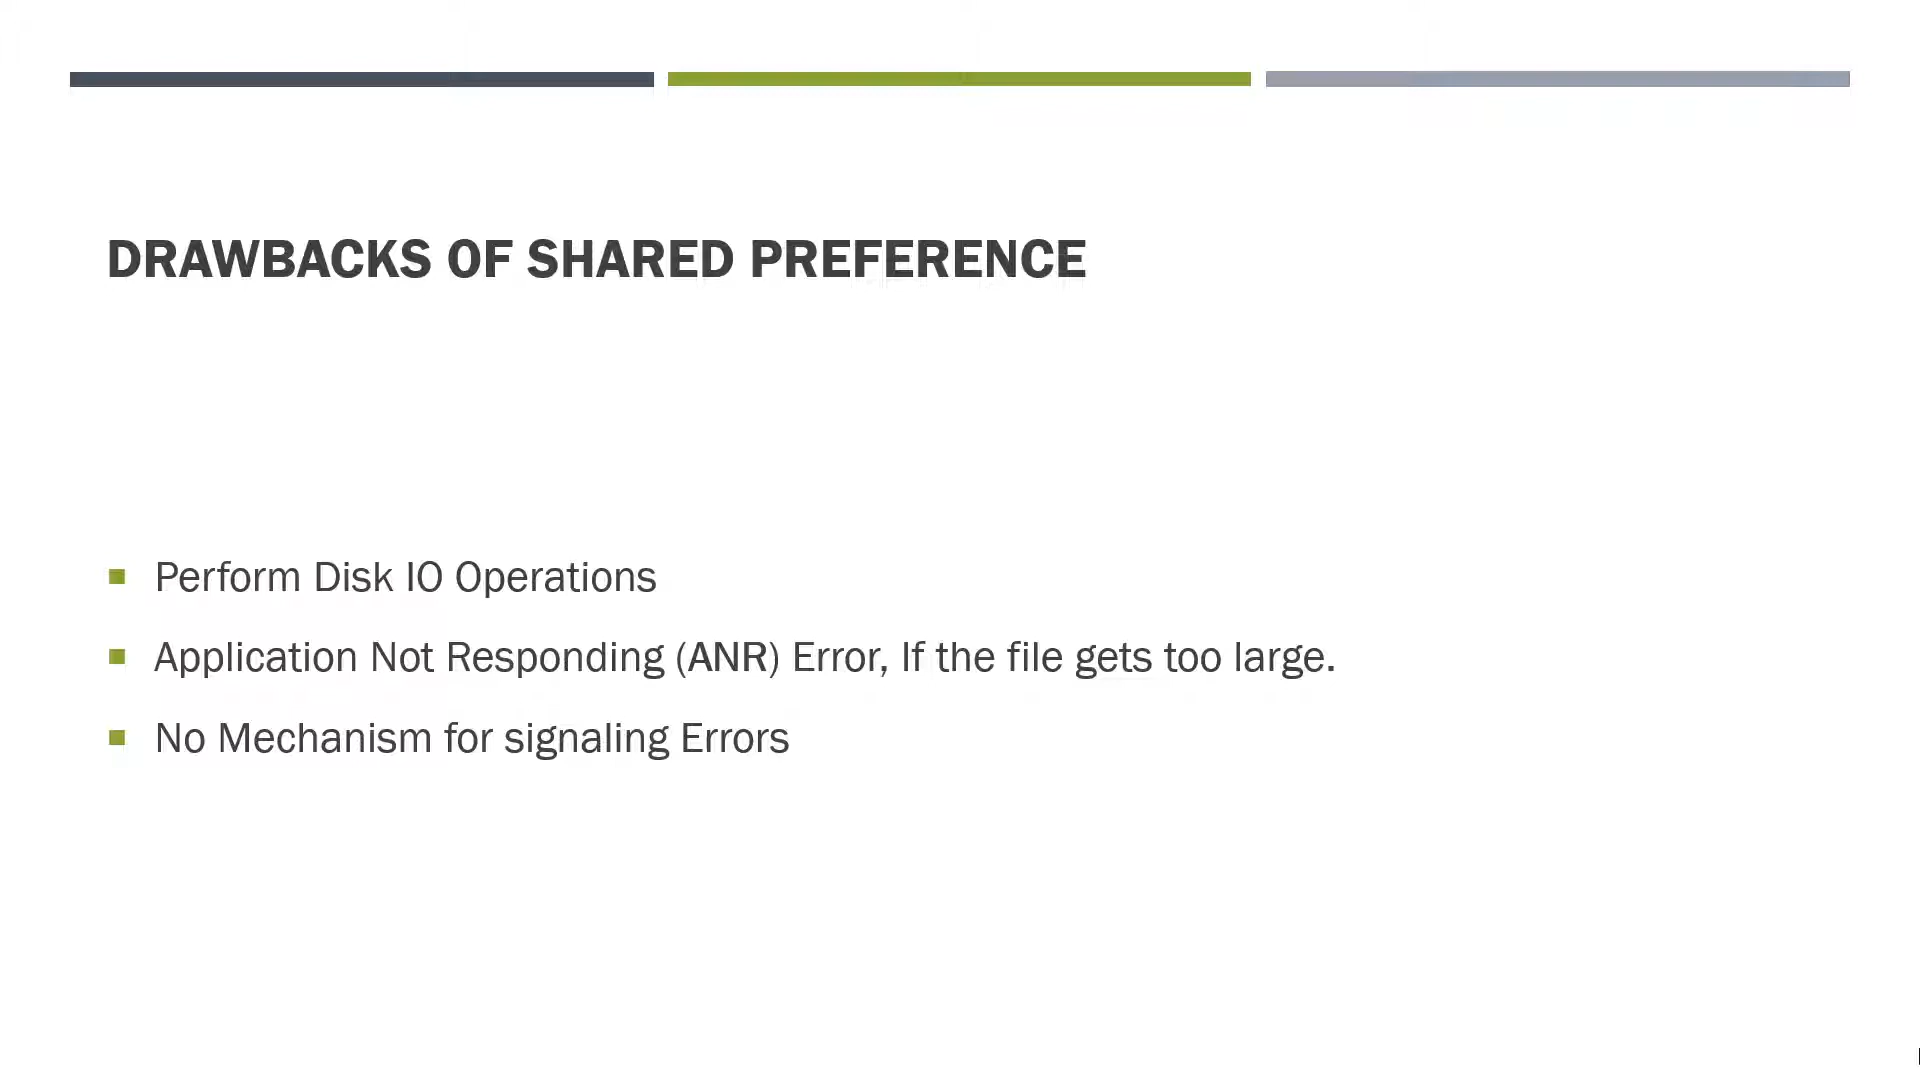 DRAWBACKS OF SHARED PREFERENCE
Perform Disk IO Operations
Application Not Responding (ANR) Error, If the file gets too large.
No Mechanism for signaling Errors